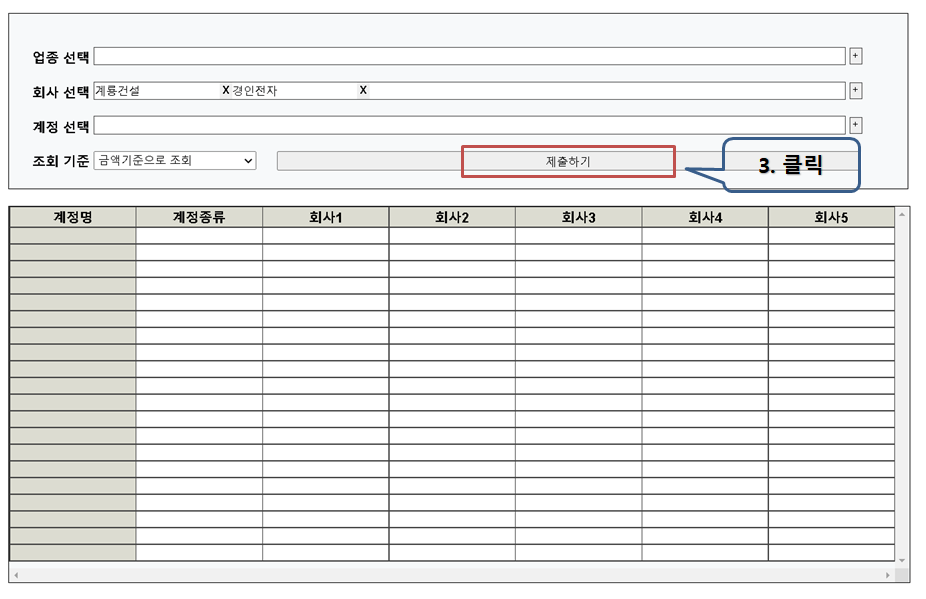 업종 선택 +
회사 선택 계룡건설 X 경인전자 X +
계정 선택 +
조회 기준 금액기준으로 조회 제출하기 3. 클릭
계정명 계정종류 회사1 회사2 회사3 회사4 회사5